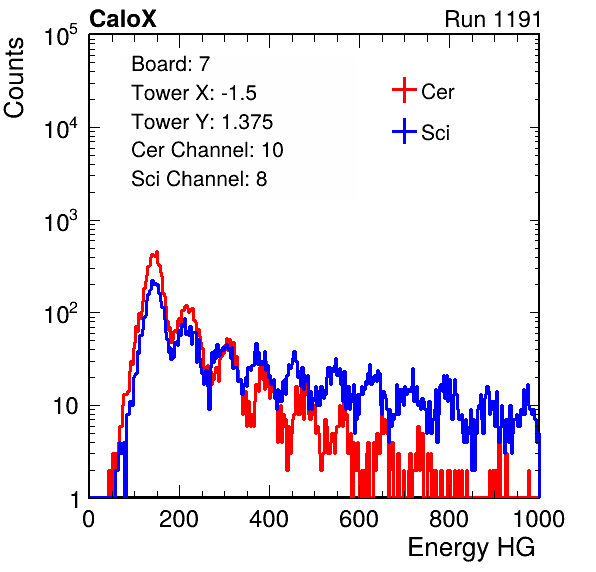 CaloX Run 1191
Counts
10^5
10^4
10^3
10^2
10
1
Board: 7
Tower X: -1.5
Tower Y: 1.375
Cer Channel: 10
Sci Channel: 8
Cer
Sci
0 200 400 600 800 1000
Energy HG